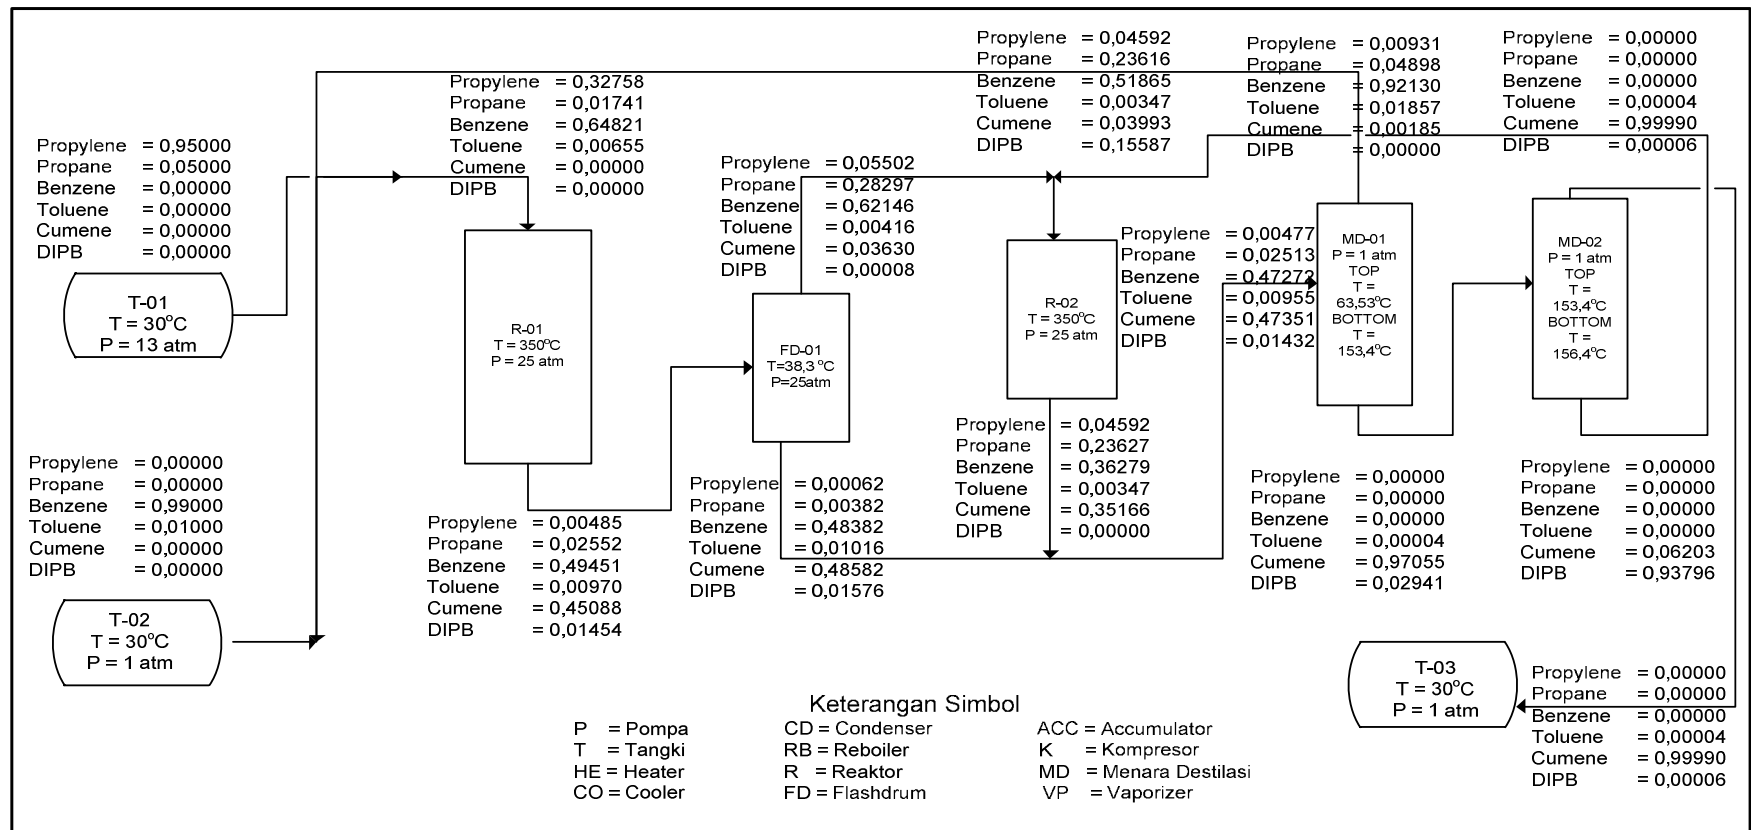 Propylene = 0,95000
Propane = 0,05000
Benzene = 0,00000
Toluene = 0,00000
Cumene = 0,00000
DIPB = 0,00000
T-01
T = 30°C
P = 13 atm
Propylene = 0,00000
Propane = 0,00000
Benzene = 0,99000
Toluene = 0,01000
Cumene = 0,00000
DIPB = 0,00000
T-02
T = 30°C
P = 1 atm
Propylene = 0,32758
Propane = 0,01741
Benzene = 0,64821
Toluene = 0,00655
Cumene = 0,00000
DIPB = 0,00000
R-01
T = 350°C
P = 25 atm
Propylene = 0,00485
Propane = 0,02552
Benzene = 0,49451
Toluene = 0,00970
Cumene = 0,45088
DIPB = 0,01454
Propylene = 0,05502
Propane = 0,28297
Benzene = 0,62146
Toluene = 0,00416
Cumene = 0,03630
DIPB = 0,00008
FD-01
T=38,3 °C
P=25atm
Propylene = 0,00062
Propane = 0,00382
Benzene = 0,48382
Toluene = 0,01016
Cumene = 0,48582
DIPB = 0,01576
Propylene = 0,04592
Propane = 0,23616
Benzene = 0,51865
Toluene = 0,00347
Cumene = 0,03993
DIPB = 0,15587
R-02
T = 350°C
P = 25 atm
Propylene = 0,04592
Propane = 0,23627
Benzene = 0,36279
Toluene = 0,00347
Cumene = 0,35166
DIPB = 0,00000
Propylene = 0,00477
Propane = 0,02513
Benzene = 0,47272
Toluene = 0,00955
Cumene = 0,47351
DIPB = 0,01432
Propylene = 0,00931
Propane = 0,04898
Benzene = 0,92130
Toluene = 0,01857
Cumene = 0,00185
DIPB = 0,00000
MD-01
P = 1 atm
TOP
T =
63,53°C
BOTTOM
T =
153,4°C
Propylene = 0,00000
Propane = 0,00000
Benzene = 0,00000
Toluene = 0,00004
Cumene = 0,97055
DIPB = 0,02941
Propylene = 0,00000
Propane = 0,00000
Benzene = 0,00000
Toluene = 0,00004
Cumene = 0,99990
DIPB = 0,00006
MD-02
P = 1 atm
TOP
T =
153,4°C
BOTTOM
T =
156,4°C
Propylene = 0,00000
Propane = 0,00000
Benzene = 0,00000
Toluene = 0,00000
Cumene = 0,06203
DIPB = 0,93796
T-03
T = 30°C
P = 1 atm
Propylene = 0,00000
Propane = 0,00000
Benzene = 0,00000
Toluene = 0,00004
Cumene = 0,99990
DIPB = 0,00006
Keterangan Simbol
P = Pompa
T = Tangki
HE = Heater
CO = Cooler
CD = Condenser
RB = Reboiler
R = Reaktor
FD = Flashdrum
ACC = Accumulator
K = Kompresor
MD = Menara Destilasi
VP = Vaporizer